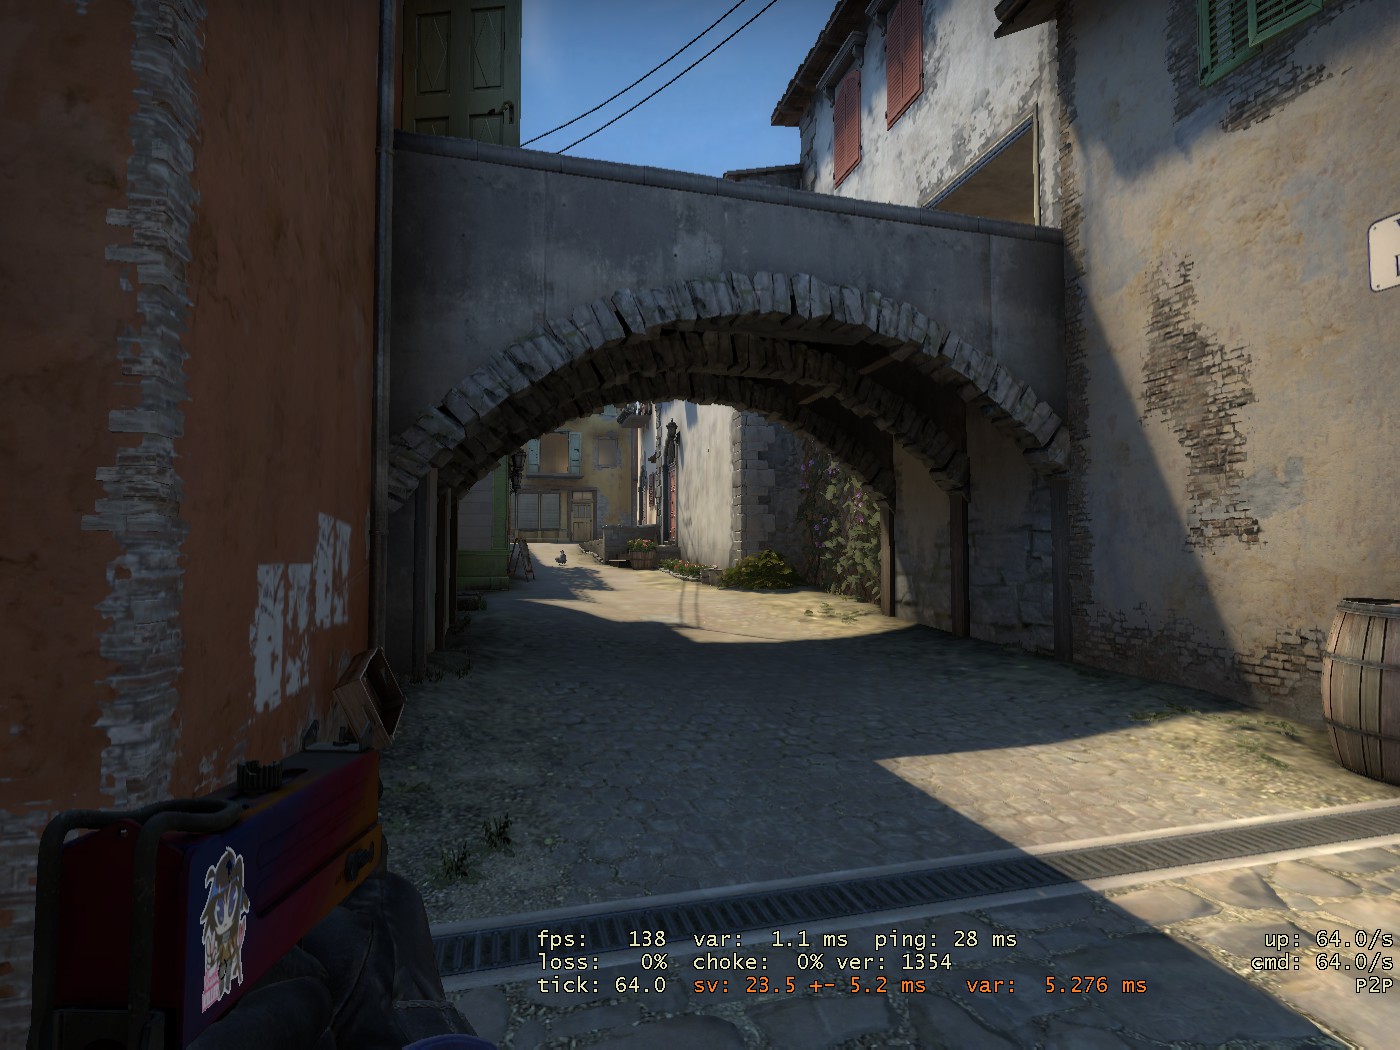 fps: 138 var: 1.1 ms ping: 28 ms
loss: 0% choke: 0% ver: 1354
tick: 64.0 sv: 23.5 +- 5.2 ms var: 5.276 ms
up: 64.0/s
cmd: 64.0/s
P2P